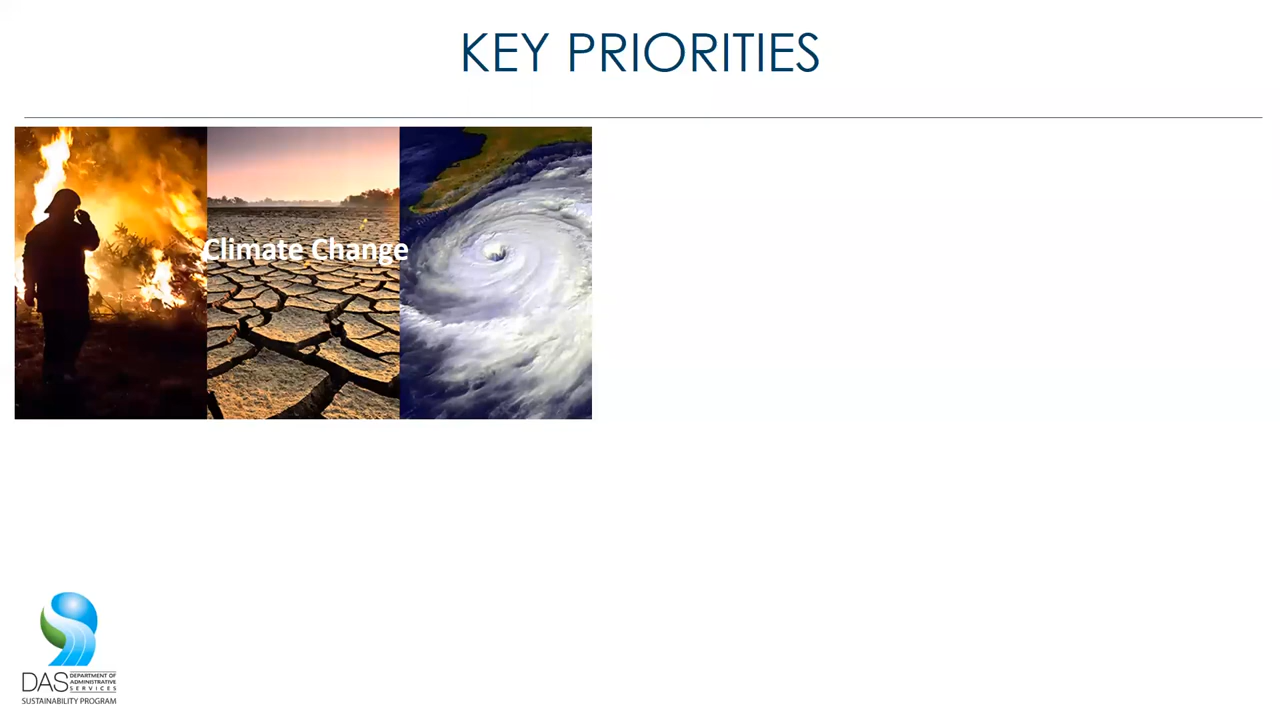 KEY PRIORITIES
Climate Change
DAS DEPARTMENT OF
ADMINISTRATIVE
SERVICES
SUSTAINABILITY PROGRAM